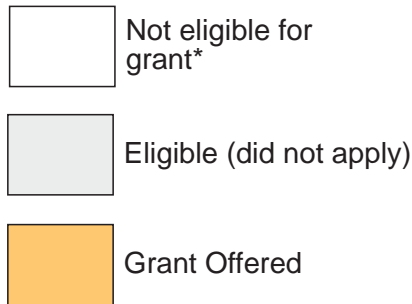 Not eligible for
grant*
Eligible (did not apply)
Grant Offered